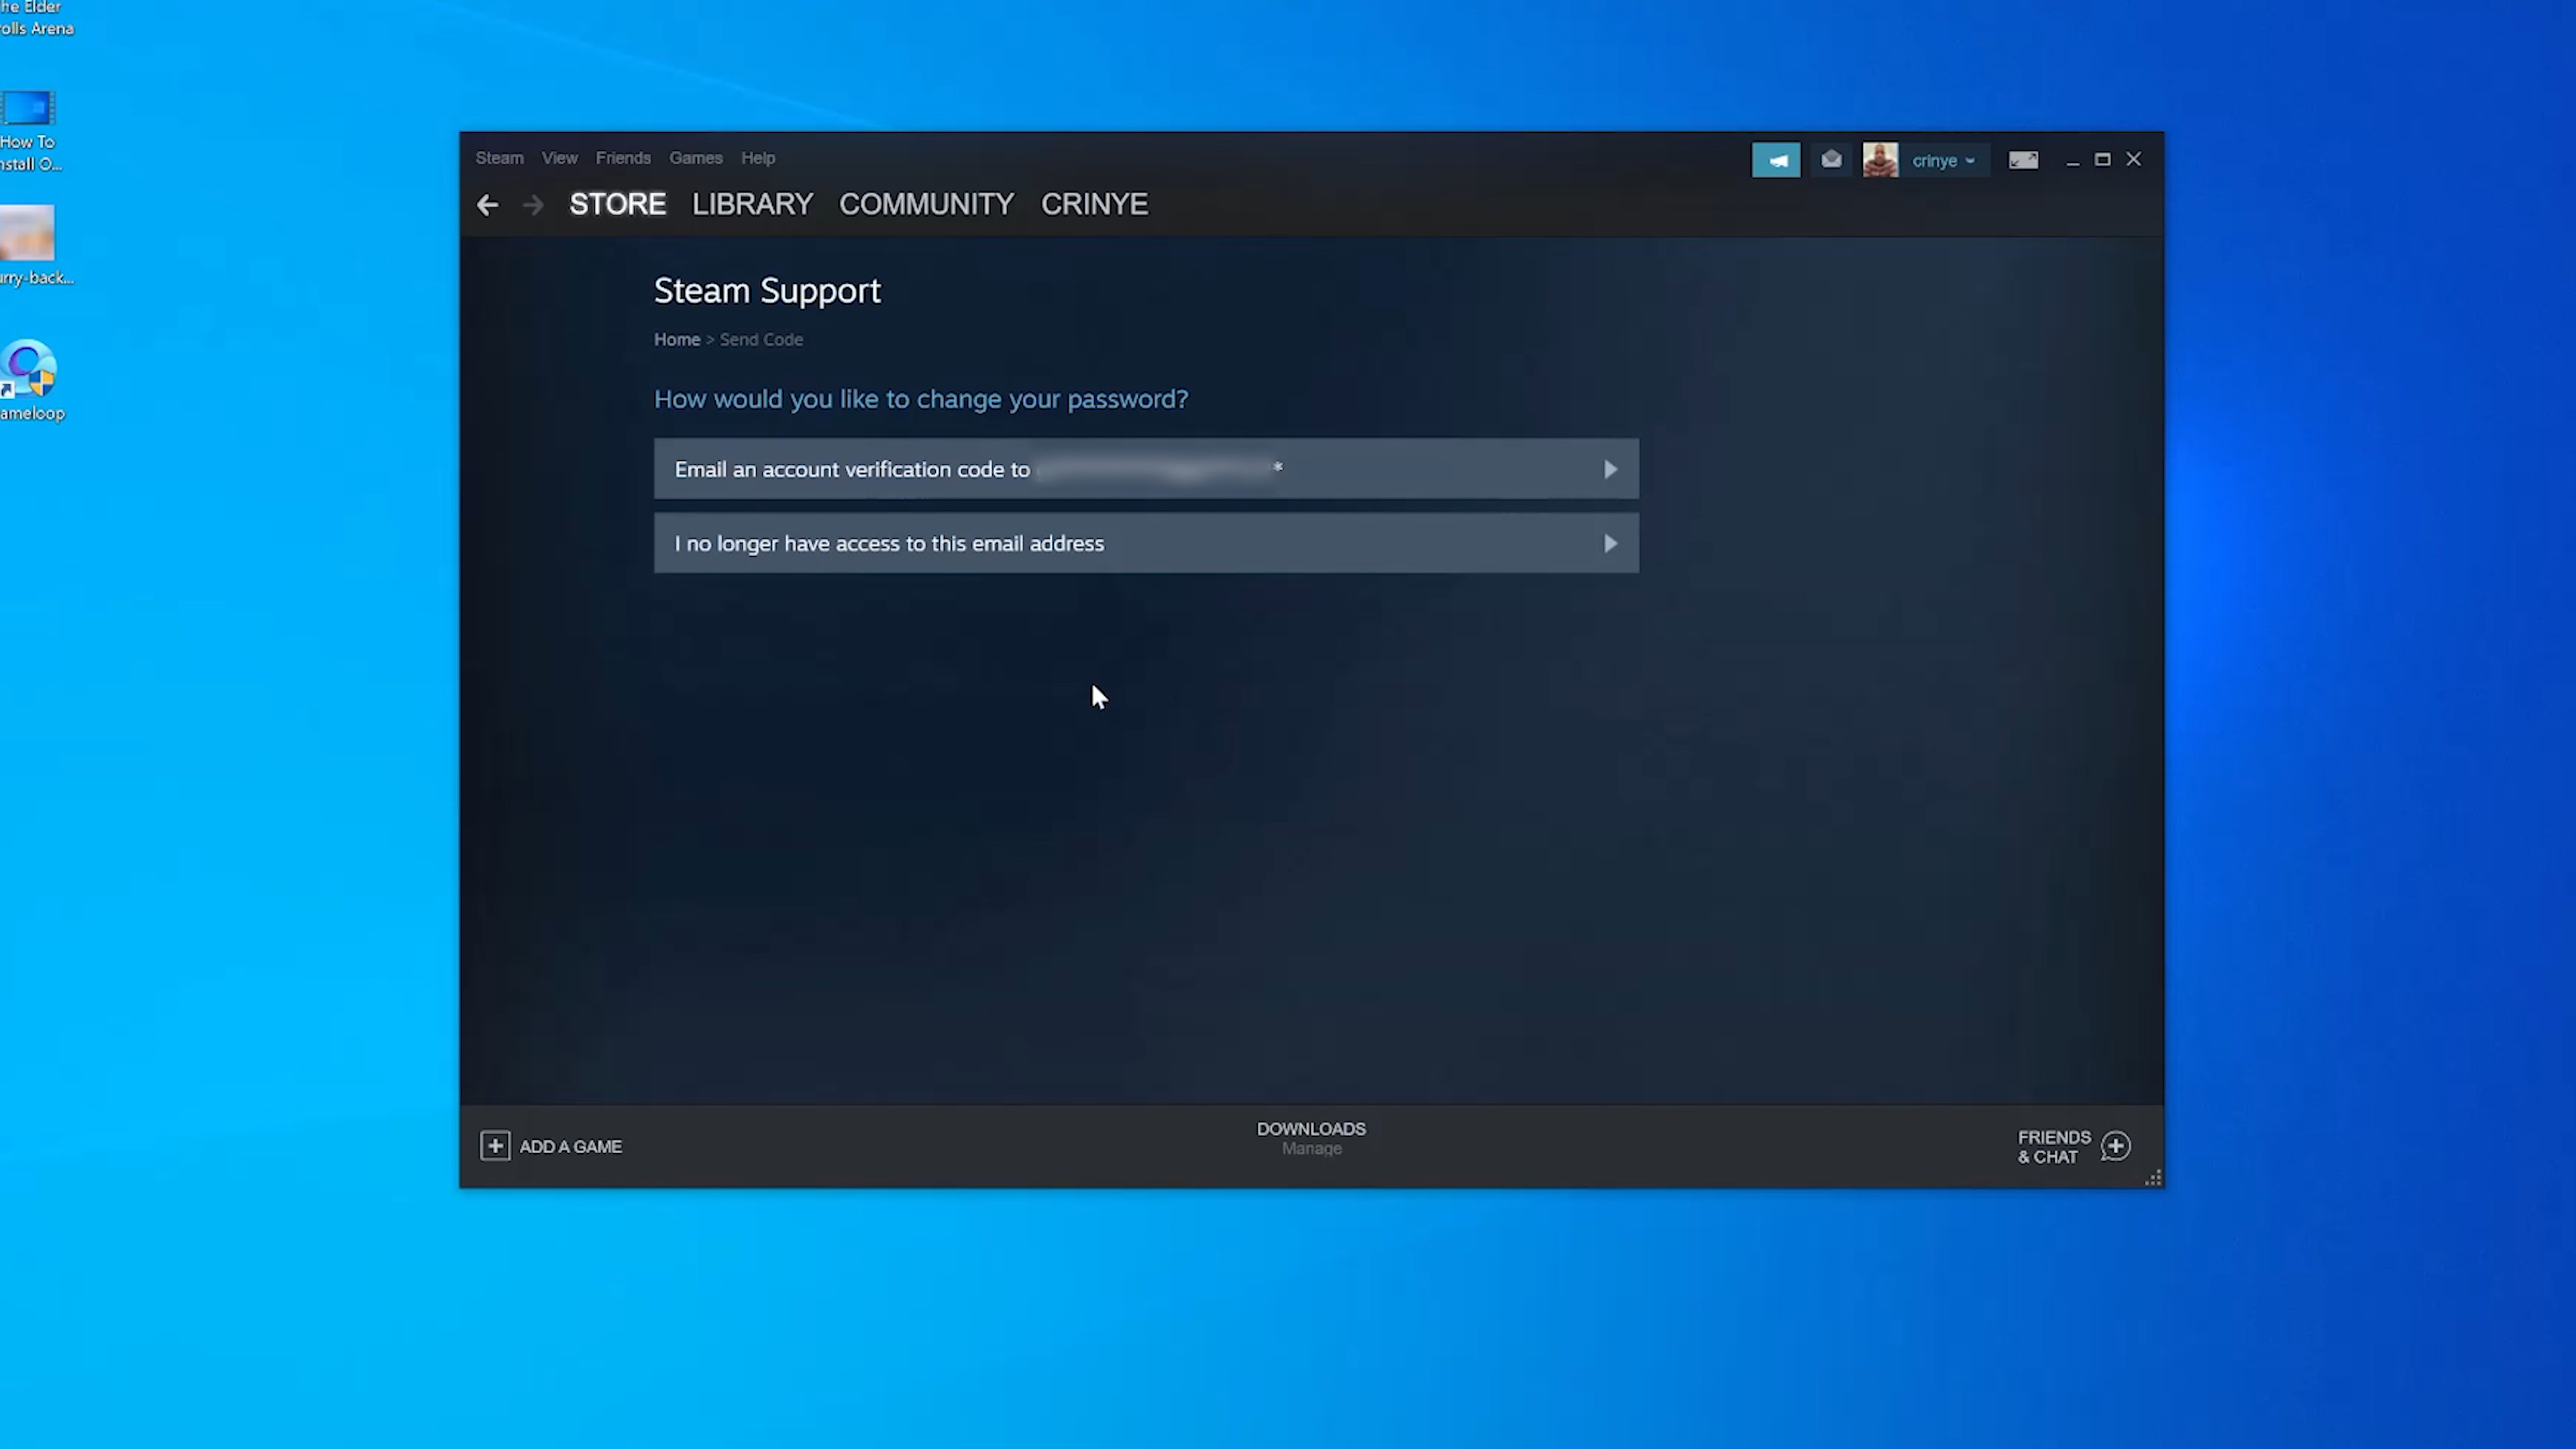 he Elder
rolls Arena
How To
nstall O...
urry-back...
ameloop
Steam View Friends Games Help
crinye
STORE LIBRARY COMMUNITY CRINYE
Steam Support
Home > Send Code
How would you like to change your password?
Email an account verification code to *
I no longer have access to this email address
ADD A GAME
DOWNLOADS
Manage
FRIENDS
& CHAT